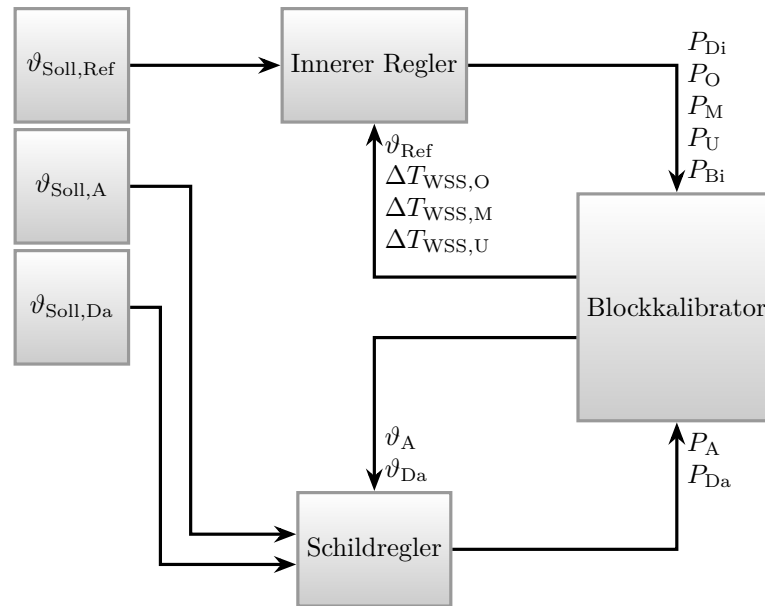 ϑSoll,Ref
Innerer Regler
PDi
PO
PM
PU
PBi
ϑRef
ΔTWSS,O
ΔTWSS,M
ΔTWSS,U
ϑSoll,A
ϑSoll,Da
Blockkalibrator
ϑA
ϑDa
PA
PDa
Schildregler